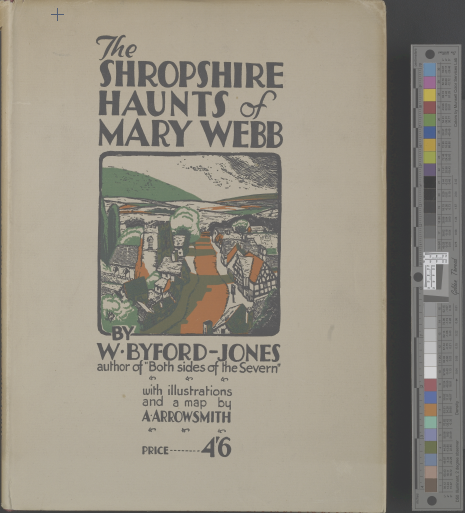 The
SHROPSHIRE
HAUNTS of
MARY WEBB
BY
W·BYFORD-JONES
author of "Both sides of the Severn"
with illustrations
and a map by
A·ARROWSMITH
PRICE-------4'6